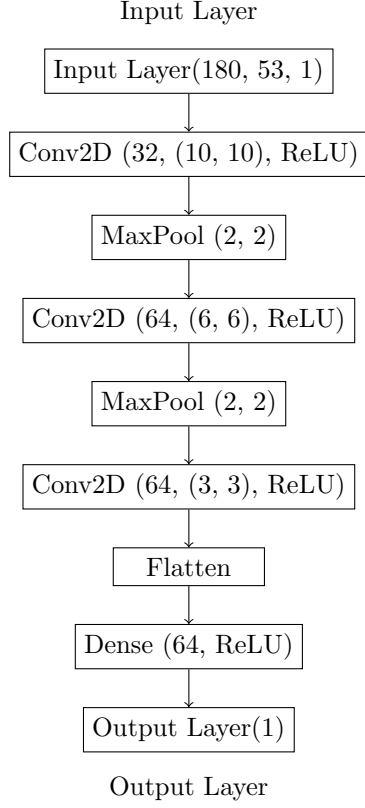 Input Layer
Input Layer(180, 53, 1)
Conv2D (32, (10, 10), ReLU)
MaxPool (2, 2)
Conv2D (64, (6, 6), ReLU)
MaxPool (2, 2)
Conv2D (64, (3, 3), ReLU)
Flatten
Dense (64, ReLU)
Output Layer(1)
Output Layer